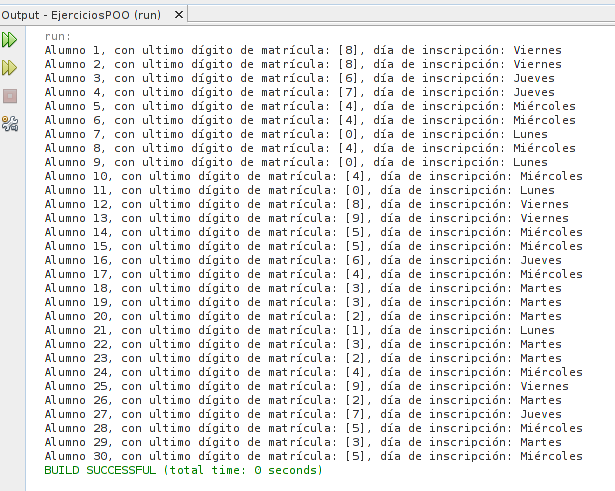 Output - EjerciciosPOO (run)
run:
Alumno 1, con ultimo dígito de matrícula: [8], día de inscripción: Viernes
Alumno 2, con ultimo dígito de matrícula: [8], día de inscripción: Viernes
Alumno 3, con ultimo dígito de matrícula: [6], día de inscripción: Jueves
Alumno 4, con ultimo dígito de matrícula: [7], día de inscripción: Jueves
Alumno 5, con ultimo dígito de matrícula: [4], día de inscripción: Miércoles
Alumno 6, con ultimo dígito de matrícula: [4], día de inscripción: Miércoles
Alumno 7, con ultimo dígito de matrícula: [0], día de inscripción: Lunes
Alumno 8, con ultimo dígito de matrícula: [4], día de inscripción: Miércoles
Alumno 9, con ultimo dígito de matrícula: [0], día de inscripción: Lunes
Alumno 10, con ultimo dígito de matrícula: [4], día de inscripción: Miércoles
Alumno 11, con ultimo dígito de matrícula: [0], día de inscripción: Lunes
Alumno 12, con ultimo dígito de matrícula: [8], día de inscripción: Viernes
Alumno 13, con ultimo dígito de matrícula: [9], día de inscripción: Viernes
Alumno 14, con ultimo dígito de matrícula: [5], día de inscripción: Miércoles
Alumno 15, con ultimo dígito de matrícula: [5], día de inscripción: Miércoles
Alumno 16, con ultimo dígito de matrícula: [6], día de inscripción: Jueves
Alumno 17, con ultimo dígito de matrícula: [4], día de inscripción: Miércoles
Alumno 18, con ultimo dígito de matrícula: [3], día de inscripción: Martes
Alumno 19, con ultimo dígito de matrícula: [3], día de inscripción: Martes
Alumno 20, con ultimo dígito de matrícula: [2], día de inscripción: Martes
Alumno 21, con ultimo dígito de matrícula: [1], día de inscripción: Lunes
Alumno 22, con ultimo dígito de matrícula: [3], día de inscripción: Martes
Alumno 23, con ultimo dígito de matrícula: [2], día de inscripción: Martes
Alumno 24, con ultimo dígito de matrícula: [4], día de inscripción: Miércoles
Alumno 25, con ultimo dígito de matrícula: [9], día de inscripción: Viernes
Alumno 26, con ultimo dígito de matrícula: [2], día de inscripción: Martes
Alumno 27, con ultimo dígito de matrícula: [7], día de inscripción: Jueves
Alumno 28, con ultimo dígito de matrícula: [5], día de inscripción: Miércoles
Alumno 29, con ultimo dígito de matrícula: [3], día de inscripción: Martes
Alumno 30, con ultimo dígito de matrícula: [5], día de inscripción: Miércoles
BUILD SUCCESSFUL (total time: 0 seconds)